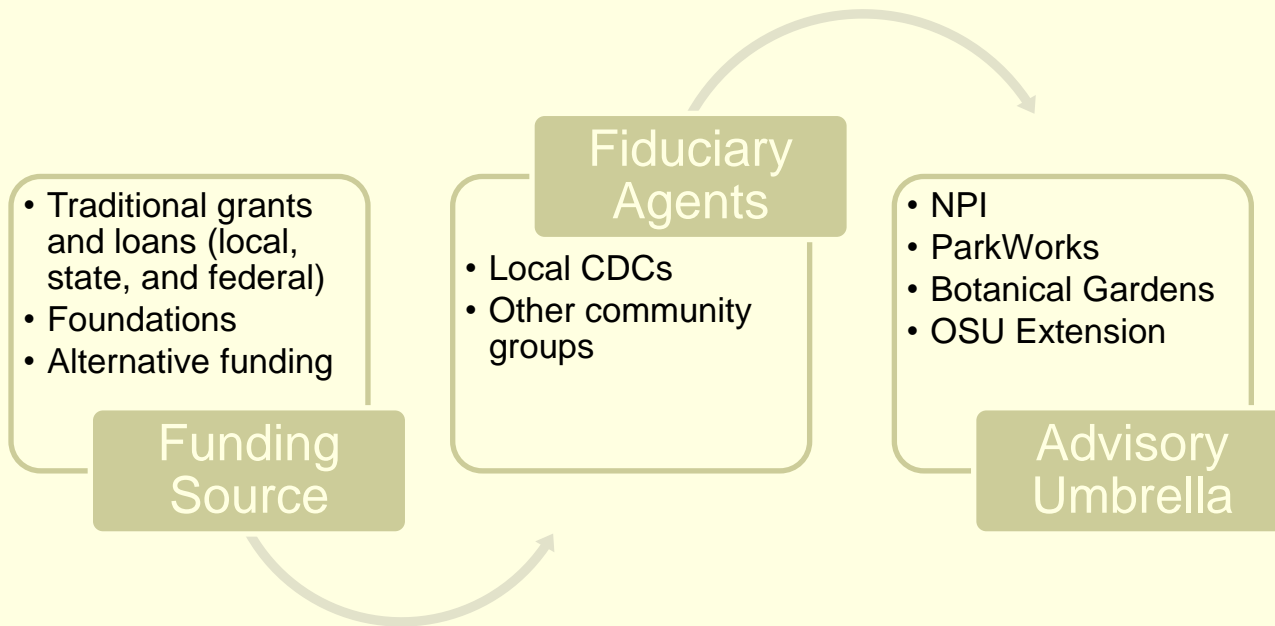 • Traditional grants
and loans (local,
state, and federal)
• Foundations
• Alternative funding
Funding
Source
Fiduciary
Agents
• Local CDCs
• Other community
groups
• NPI
• ParkWorks
• Botanical Gardens
• OSU Extension
Advisory
Umbrella